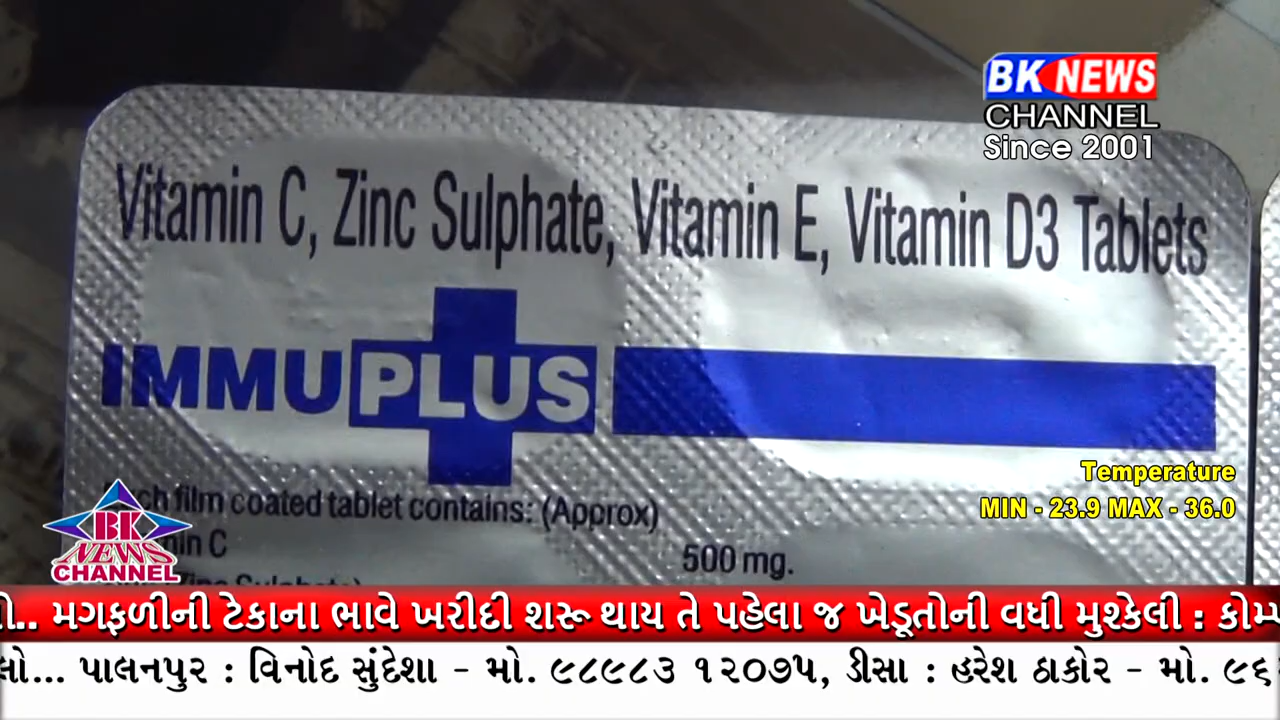 BK NEWS
CHANNEL
Since 2001
Vitamin C, Zinc Sulphate, Vitamin E, Vitamin D3 Tablets
IMMUPLUS
Temperature
MIN - 23.9 MAX - 36.0
film coated tablet contains: (Approx)
C 500 mg.
Sulphate)
BK
NEWS
CHANNEL
મગફળીની ટેકાના ભાવે ખરીદી શરૂ થાય તે પહેલા જ ખેડૂતોની વધી મુશ્કેલી :
પાલનપુર : વિનોદ સુંદેશા - મો. ૯૮૯૮૩ ૧૨૦૭૫, ડીસા : હરેશ ઠાકોર - મો.